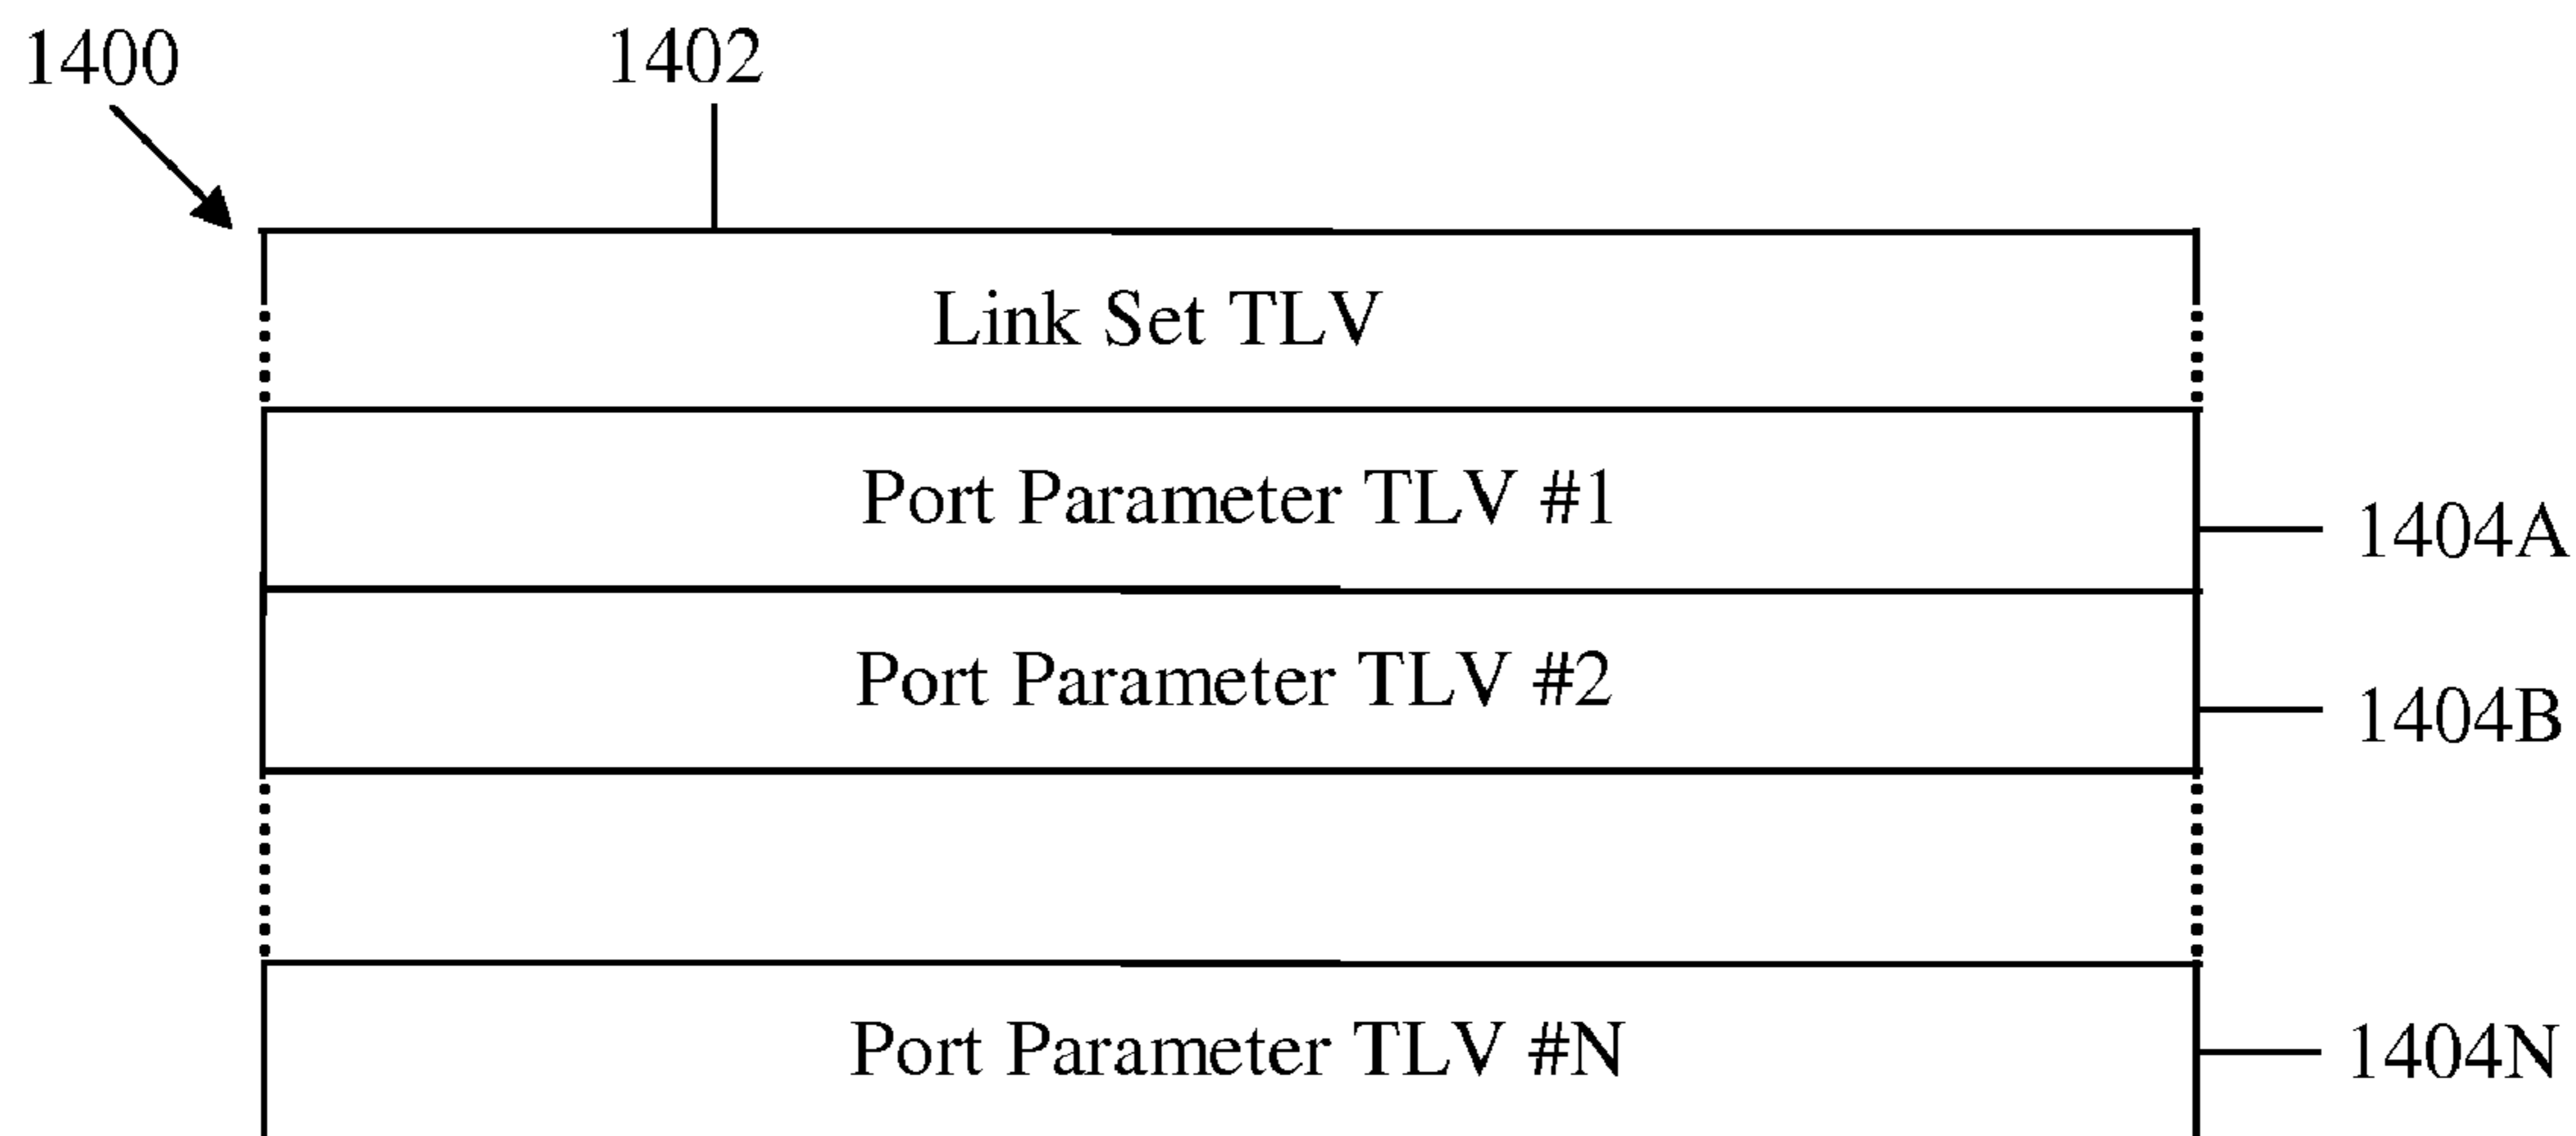 1400
1402
Link Set TLV
Port Parameter TLV #1
1404A
Port Parameter TLV #2
1404B
Port Parameter TLV #N
1404N